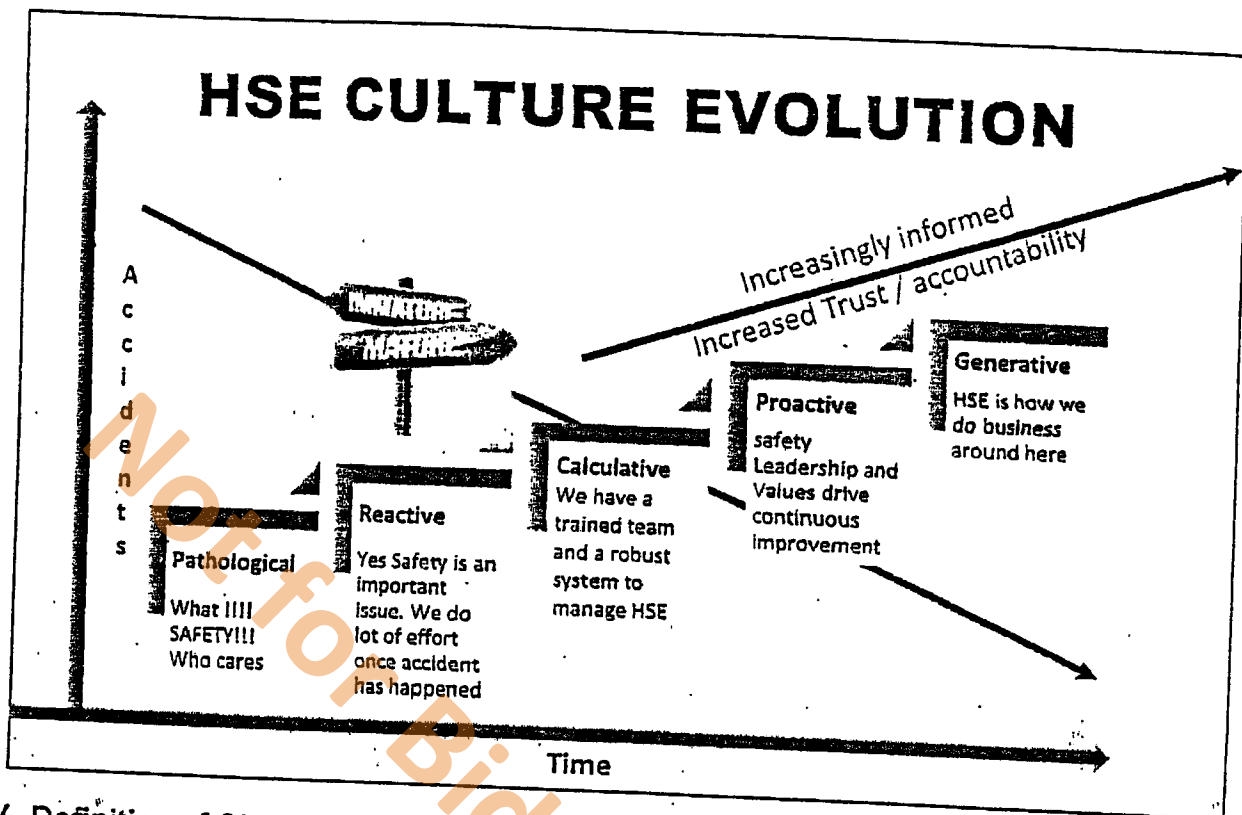 HSE CULTURE EVOLUTION
Accidents
Increasingly informed
Increased Trust / accountability
Pathological
What !!!!
SAFETY!!!
Who cares
Reactive
Yes Safety is an
important
issue. We do
lot of effort
once accident
has happened
Calculative
We have a
trained team
and a robust
system to
manage HSE
Proactive
safety
Leadership and
Values drive
continuous
improvement
Generative
HSE is how we
do business
around here
Time
Not for Bid